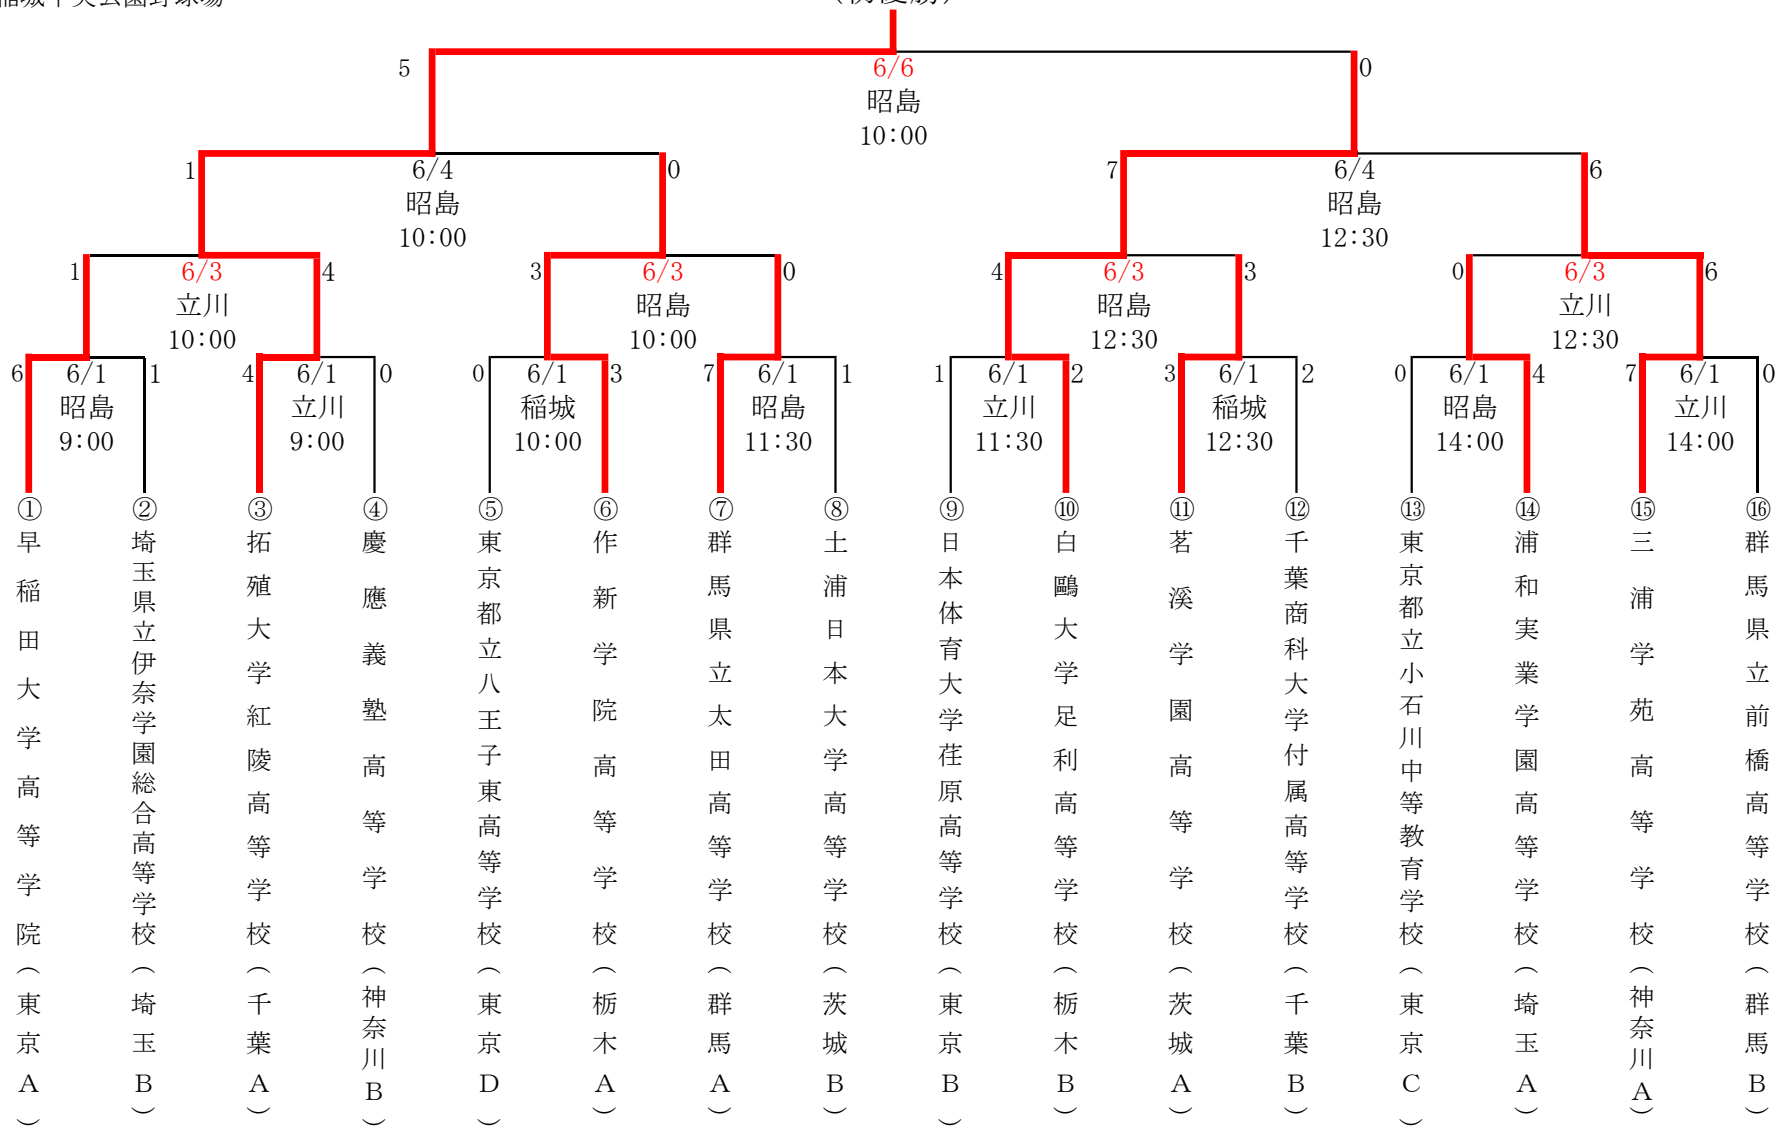 5 6/6 0
昭島
10:00
1 6/4 0 7 6/4 6
昭島 昭島
10:00 12:30
1 6/3 4 3 6/3 0 4 6/3 3 0 6/3 6
立川 昭島 昭島 立川
10:00 10:00 12:30 12:30
6 6/1 1 4 6/1 0 0 6/1 3 7 6/1 1 1 6/1 2 3 6/1 2 0 6/1 4 7 6/1 0
昭島 立川 稲城 昭島 立川 稲城 昭島 立川
9:00 9:00 10:00 11:30 11:30 12:30 14:00 14:00
①早稲田大学高等学院(東京A)
②埼玉県立伊奈学園総合高等学校(埼玉B)
③拓殖大学紅陵高等学校(千葉A)
④慶應義塾高等学校(神奈川B)
⑤東京都立八王子東高等学校(東京D)
⑥作新学院高等学校(栃木A)
⑦群馬県立太田高等学校(群馬A)
⑧土浦日本大学高等学校(茨城B)
⑨日本体育大学荏原高等学校(東京B)
⑩白鷗大学足利高等学校(栃木B)
⑪茗溪学園高等学校(茨城A)
⑫千葉商科大学付属高等学校(千葉B)
⑬東京都立小石川中等教育学校(東京C)
⑭浦和実業学園高等学校(埼玉A)
⑮三浦学苑高等学校(神奈川A)
⑯群馬県立前橋高等学校(群馬B)